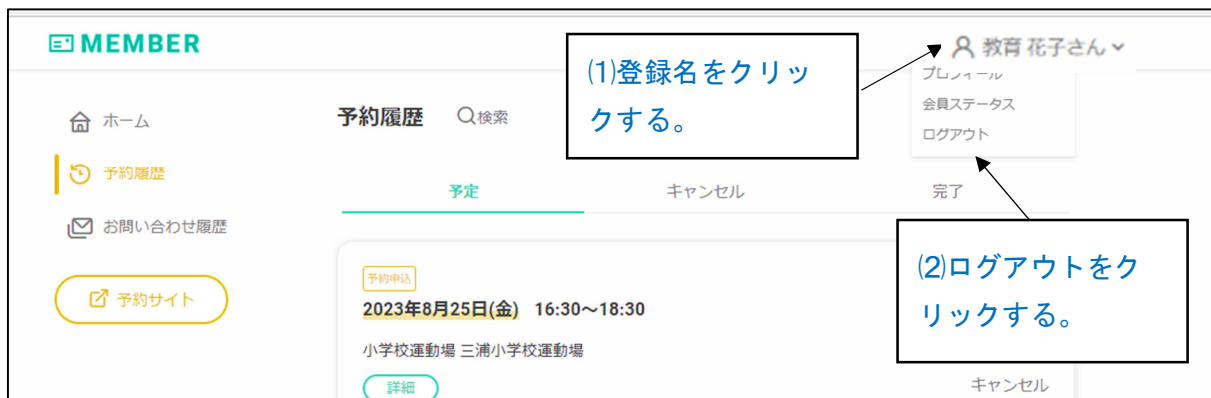 MEMBER
教育 花子さん
(1)登録名をクリッ
クする。
プロフィール
会員ステータス
ログアウト
ホーム
予約履歴
お問い合わせ履歴
予約サイト
予約履歴
検索
予定
キャンセル
完了
予約申込
2023年8月25日(金) 16:30～18:30
小学校運動場 三浦小学校運動場
詳細
キャンセル
(2)ログアウトをク
リックする。